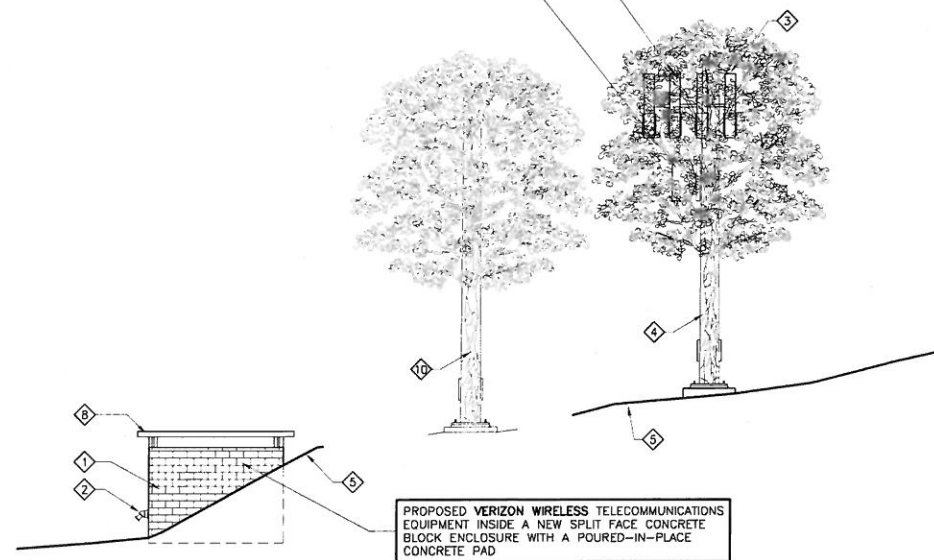 3
4
10
5
8
1
2
5
PROPOSED VERIZON WIRELESS TELECOMMUNICATIONS
EQUIPMENT INSIDE A NEW SPLIT FACE CONCRETE
BLOCK ENCLOSURE WITH A POURED-IN-PLACE
CONCRETE PAD